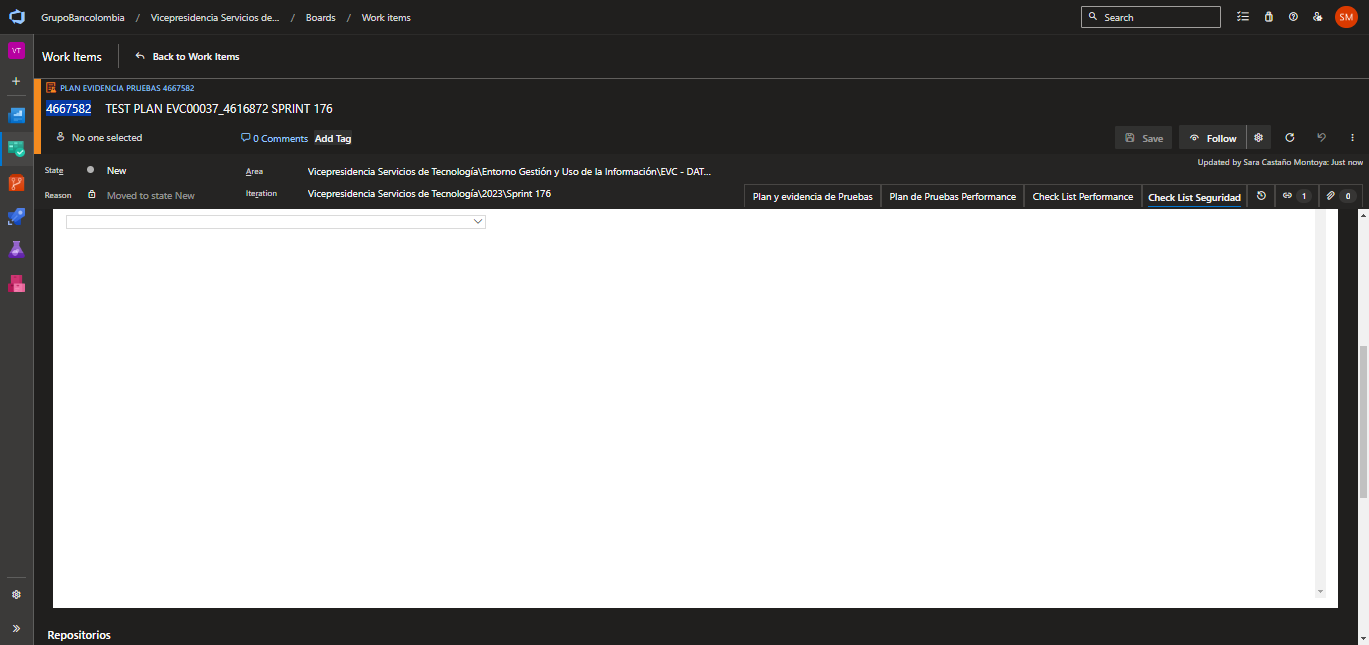 GrupoBancolombia / Vicepresidencia Servicios de... / Boards / Work items
Search
SM
VT
Work Items
Back to Work Items
PLAN EVIDENCIA PRUEBAS 4667582
4667582 TEST PLAN EVC00037_4616872 SPRINT 176
No one selected
0 Comments
Add Tag
Save
Follow
Updated by Sara Castaño Montoya: Just now
State
New
Area
Vicepresidencia Servicios de Tecnología\Entorno Gestión y Uso de la Información\EVC - DAT...
Reason
Moved to state New
Iteration
Vicepresidencia Servicios de Tecnología\2023\Sprint 176
Plan y evidencia de Pruebas
Plan de Pruebas Performance
Check List Performance
Check List Seguridad
1
0
Repositorios